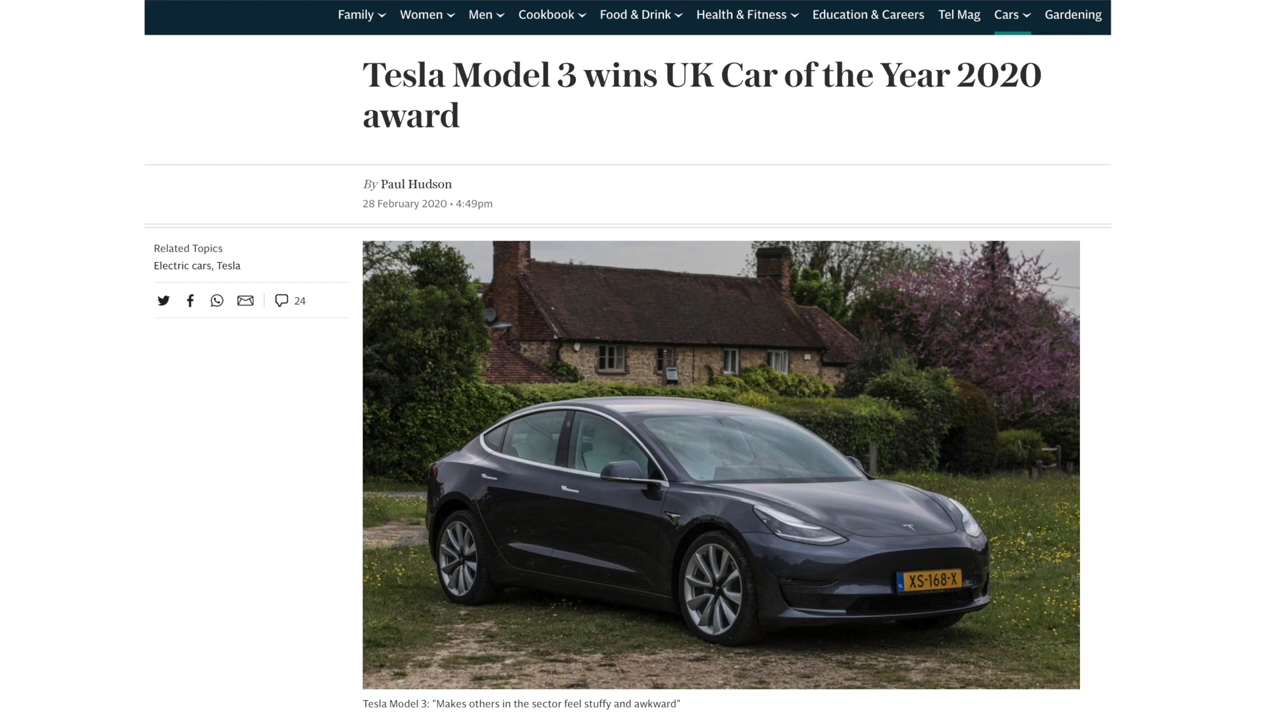 Family Women Men Cookbook Food & Drink Health & Fitness Education & Careers Tel Mag Cars Gardening
Tesla Model 3 wins UK Car of the Year 2020
award
By Paul Hudson
28 February 2020 • 4:49pm
Related Topics
Electric cars, Tesla
24
XS-168-X
Tesla Model 3: "Makes others in the sector feel stuffy and awkward"